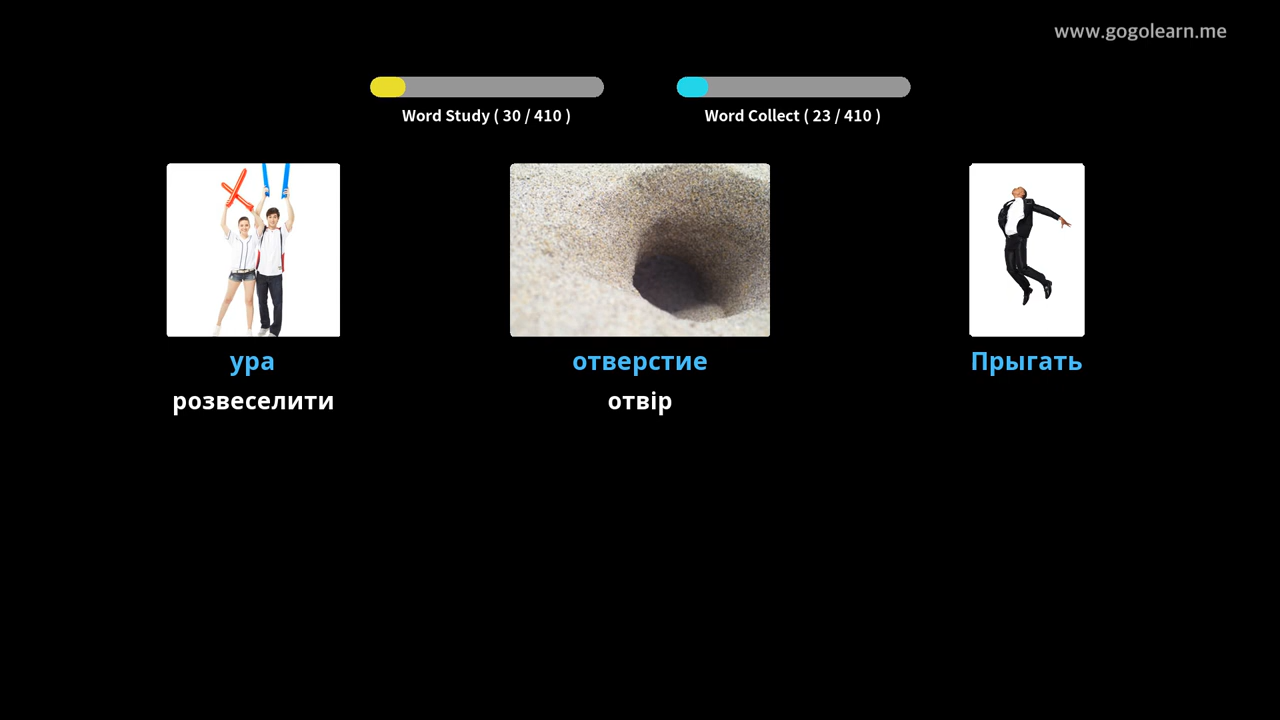 www.gogolearn.me
Word Study ( 30 / 410 )
Word Collect ( 23 / 410 )
ура
отверстие
Прыгать
розвеселити
отвір